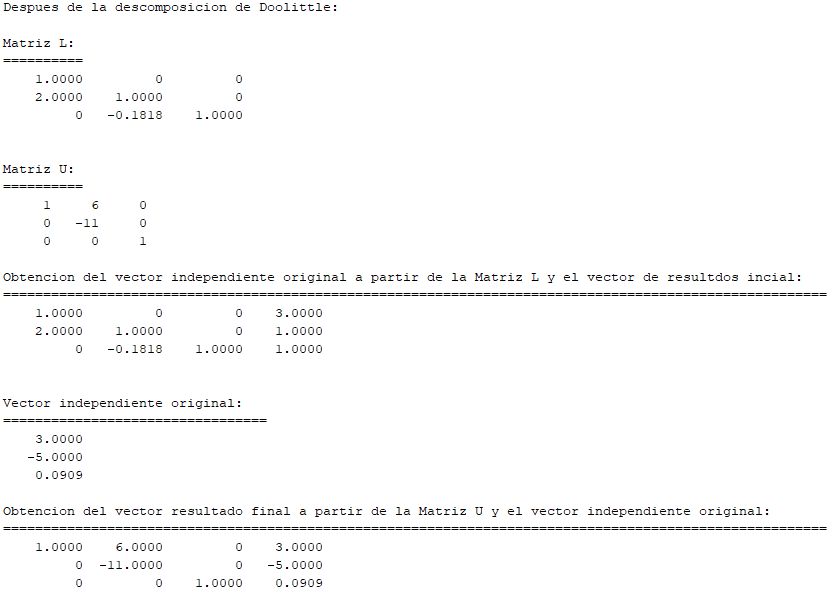 Despues de la descomposicion de Doolittle:
Matriz L:
==========
1.0000 0 0
2.0000 1.0000 0
0 -0.1818 1.0000
Matriz U:
==========
1 6 0
0 -11 0
0 0 1
Obtencion del vector independiente original a partir de la Matriz L y el vector de resultdos incial:
=======================================================================================================
1.0000 0 0 3.0000
2.0000 1.0000 0 1.0000
0 -0.1818 1.0000 1.0000
Vector independiente original:
=================================
3.0000
-5.0000
0.0909
Obtencion del vector resultado final a partir de la Matriz U y el vector independiente original:
=======================================================================================================
1.0000 6.0000 0 3.0000
0 -11.0000 0 -5.0000
0 0 1.0000 0.0909